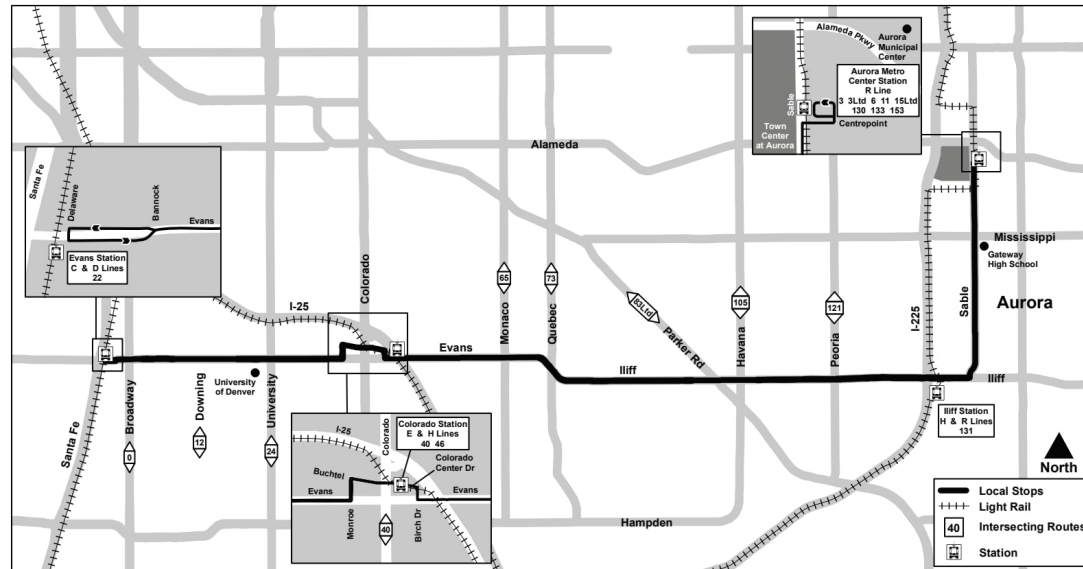 Alameda Pkwy
Aurora
Municipal
Center
Aurora Metro
Center Station
R Line
3 3Ltd 6 11 15Ltd
130 133 153
Sable
Town
Center
at Aurora
Centrepoint
Alameda
Santa Fe
Delaware
Bannock
Evans
Evans Station
C & D Lines
22
Colorado
I-25
65
Monaco
73
Quebec
83Ltd
Parker Rd
105
Havana
121
Peoria
I-225
Mississippi
Gateway
High School
Sable
Aurora
Evans
Iliff
Iliff
University
of Denver
Santa Fe
Broadway
0
Downing
12
University
24
Iliff Station
H & R Lines
131
Colorado Station
E & H Lines
40 46
I-25
Colorado
Colorado
Center Dr
Buchtel
Evans
Evans
Monroe
40
Birch Dr
Hampden
North
Local Stops
Light Rail
40 Intersecting Routes
Station